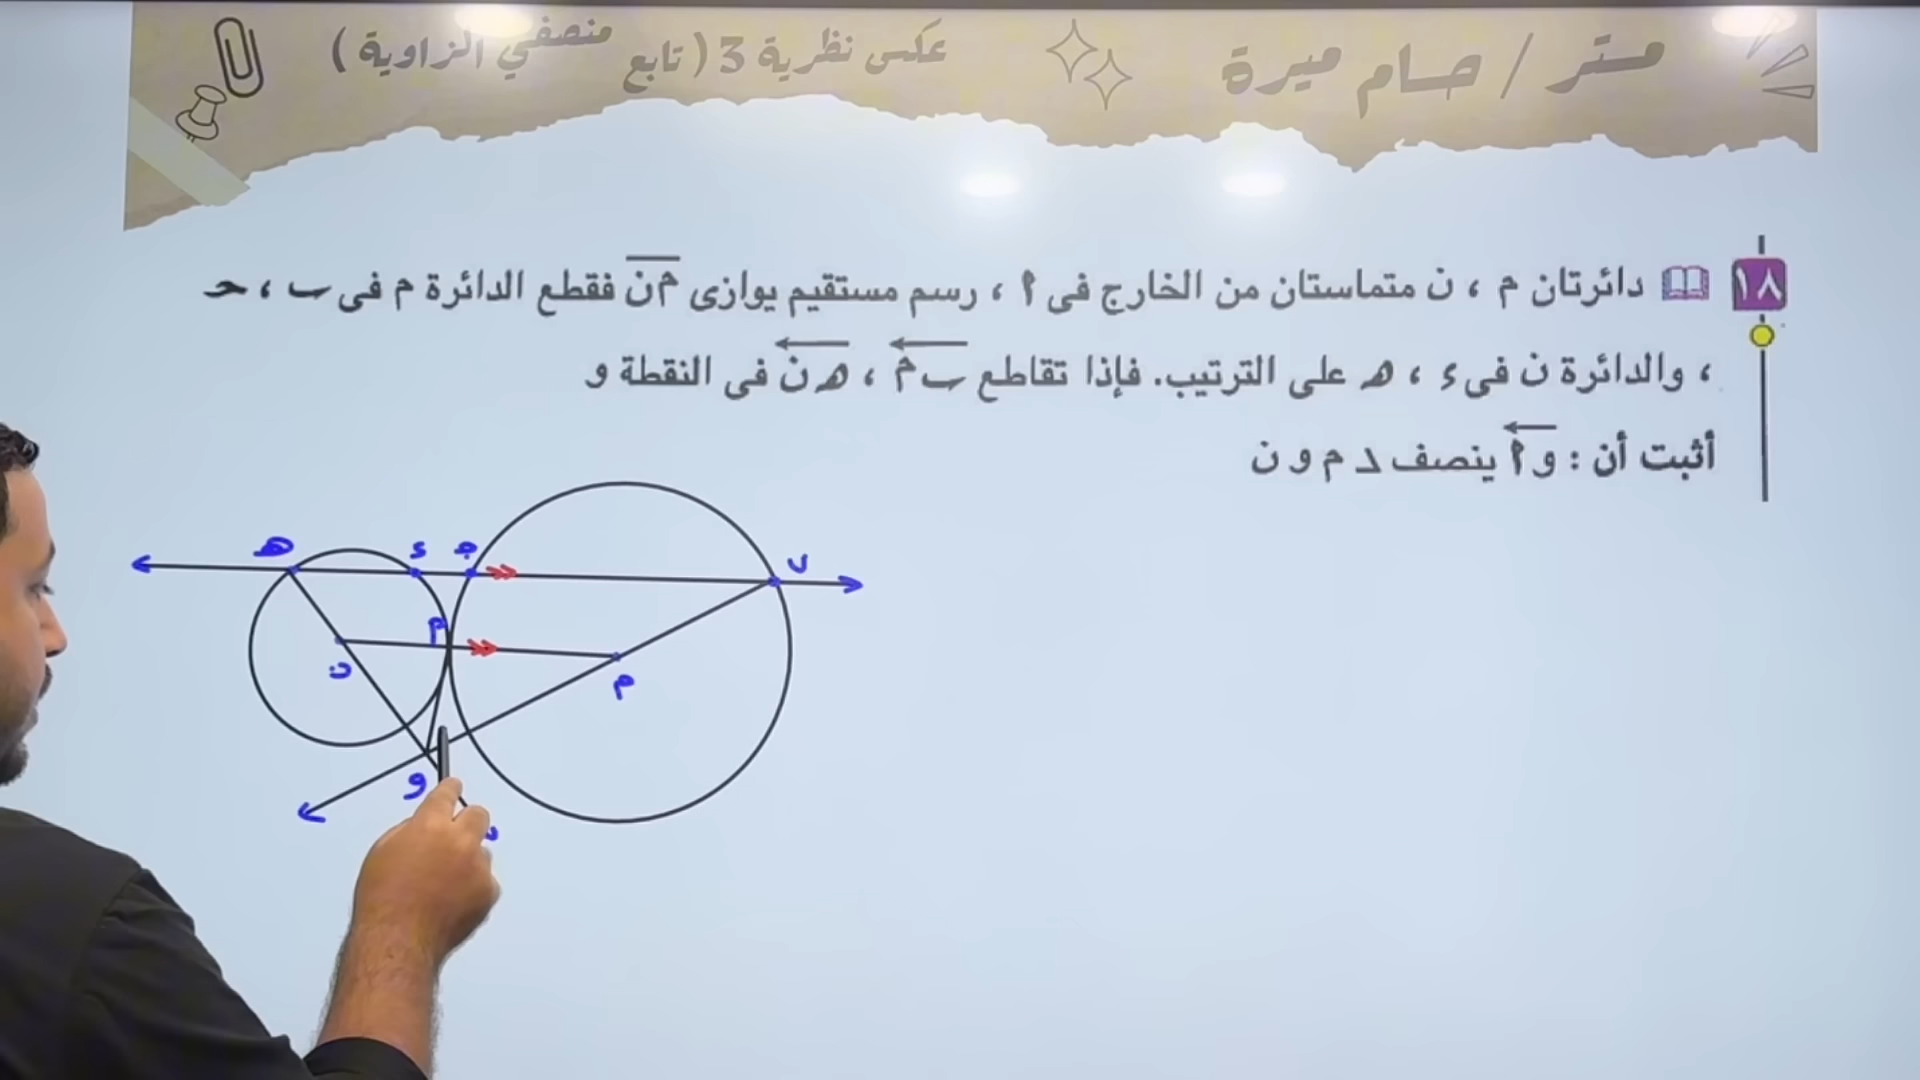 مستر / حسام ميرة
عكس نظرية 3 ( تابع منصفي الزاوية )
١٨ دائرتان م ، ن متماستان من الخارج فى أ ، رسم مستقيم يوازى م ن فقطع الدائرة م فى ب ، حـ
، والدائرة ن فى ء ، هـ على الترتيب. فإذا تقاطع ب م ، هـ ن فى النقطة و
أثبت أن : و أ ينصف د م و ن
هـ ء جـ ب
ن م
م
و